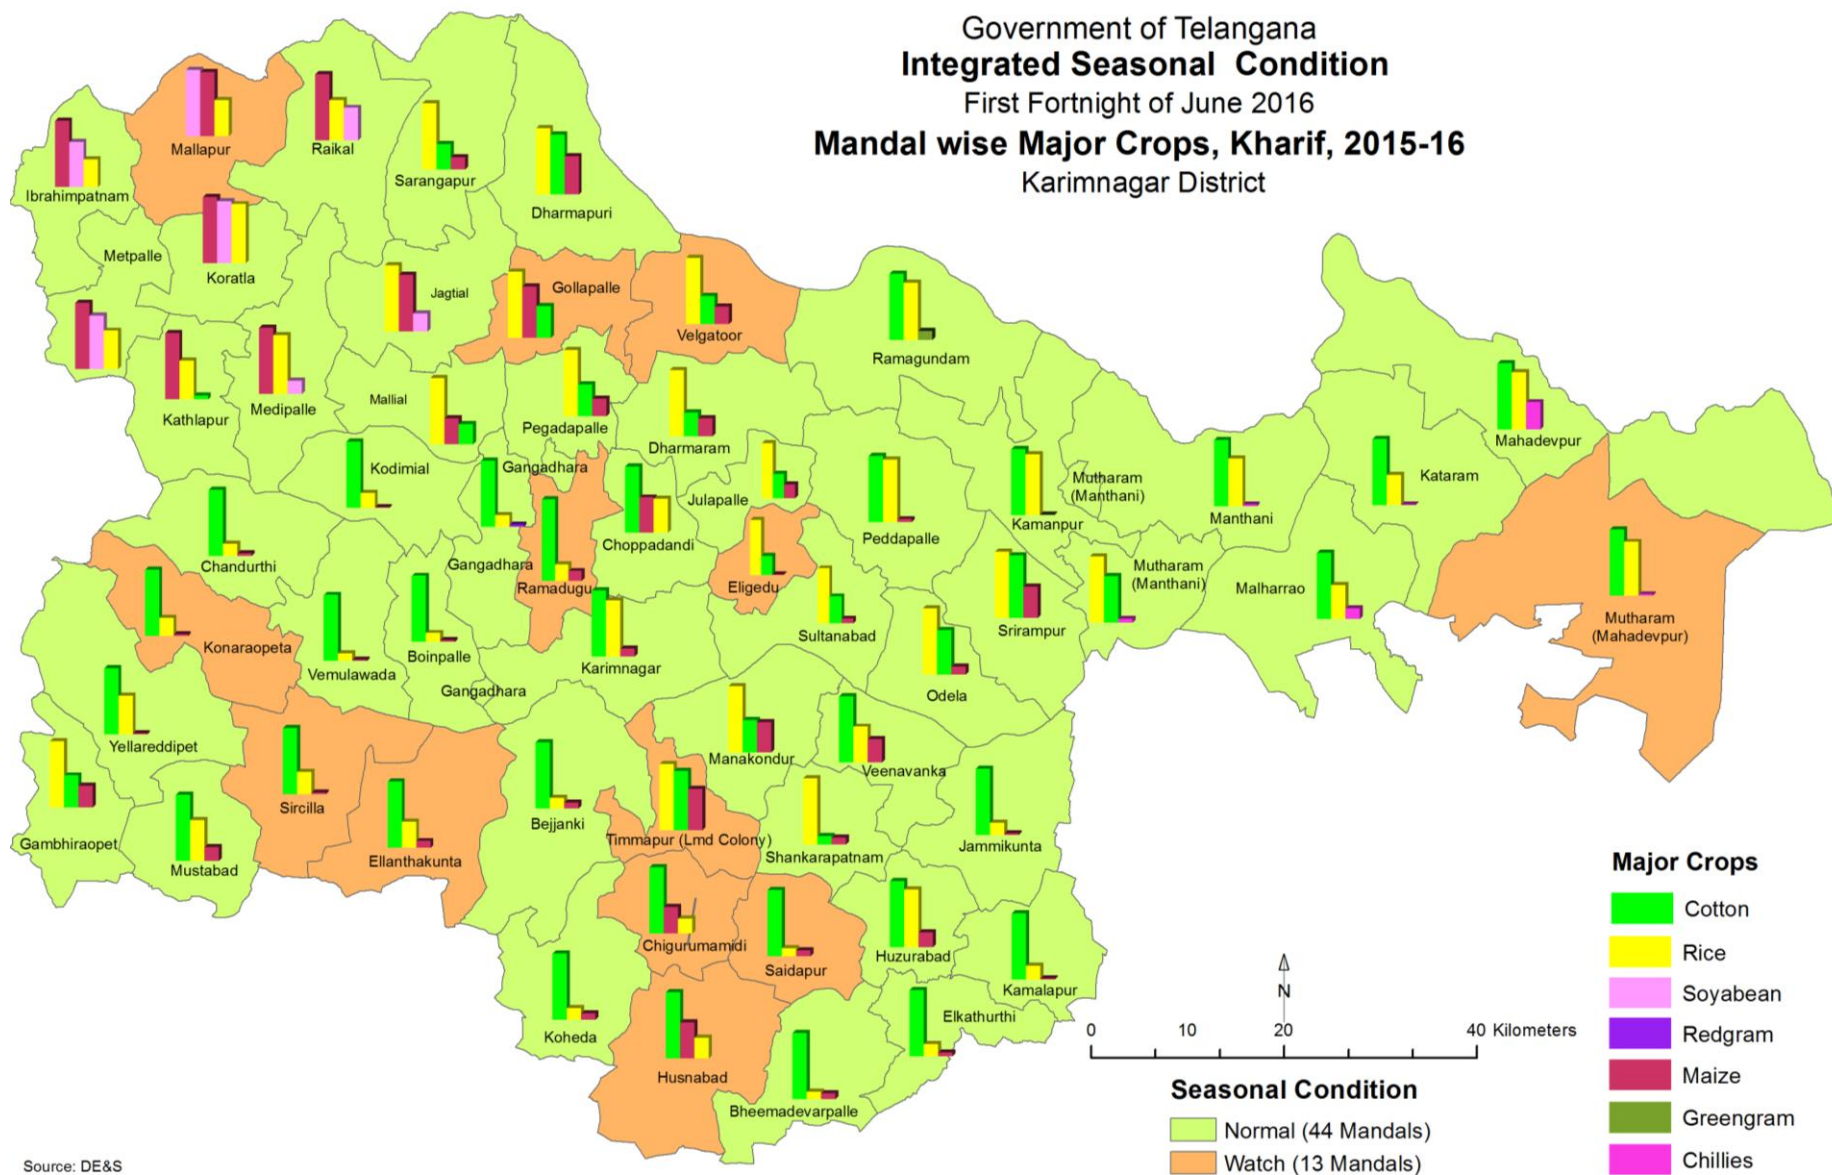 Government of Telangana
Integrated Seasonal Condition
First Fortnight of June 2016
Mandal wise Major Crops, Kharif, 2015-16
Karimnagar District
Mallapur
Raikal
Ibrahimpatnam
Sarangapur
Dharmapuri
Metpalle
Koratla
Jagtial
Gollapalle
Velgatoor
Ramagundam
Kathlapur
Medipalle
Mallial
Pegadapalle
Dharmaram
Mahadevpur
Kodimial
Gangadhara
Julapalle
Mutharam
(Manthani)
Kataram
Manthani
Kamanpur
Choppadandi
Peddapalle
Chandurthi
Gangadhara
Ramadugu
Eligedu
Mutharam
(Manthani)
Malharrao
Mutharam
(Mahadevpur)
Srirampur
Sultanabad
Konaraopeta
Vemulawada
Boinpalle
Karimnagar
Gangadhara
Odela
Yellareddipet
Manakondur
Veenavanka
Sircilla
Bejjanki
Timmapur (Lmd Colony)
Gambhiraopet
Mustabad
Ellanthakunta
Shankarapatnam
Jammikunta
Chigurumamidi
Saidapur
Huzurabad
Kamalapur
Koheda
Elkathurthi
Husnabad
Bheemadevarpalle
N
0 10 20 40 Kilometers
Seasonal Condition
Normal (44 Mandals)
Watch (13 Mandals)
Major Crops
Cotton
Rice
Soyabean
Redgram
Maize
Greengram
Chillies
Source: DE&S